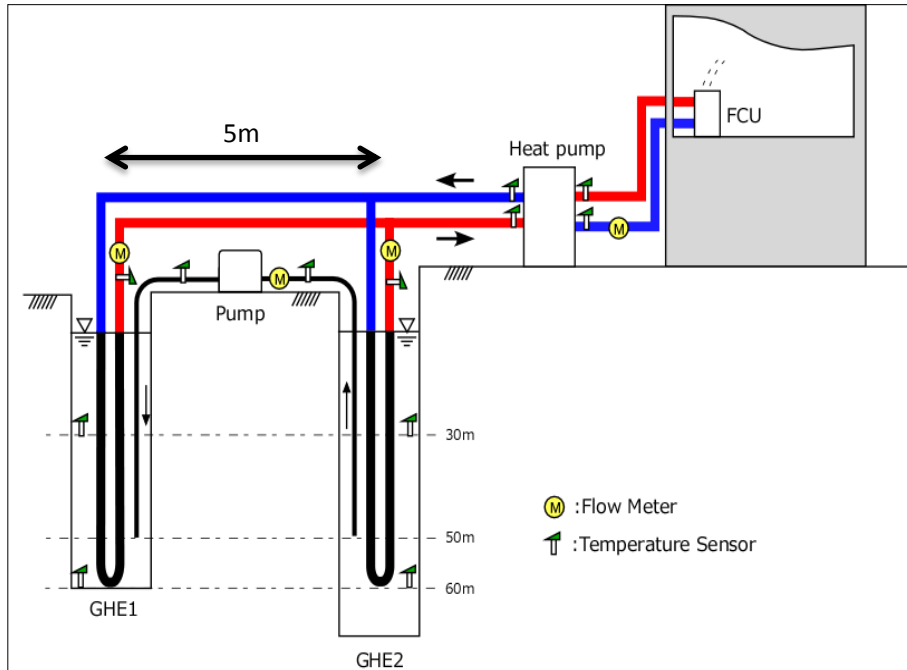 5m
Heat pump
FCU
M
M
M
M
Pump
30m
M :Flow Meter
:Temperature Sensor
50m
60m
GHE1
GHE2